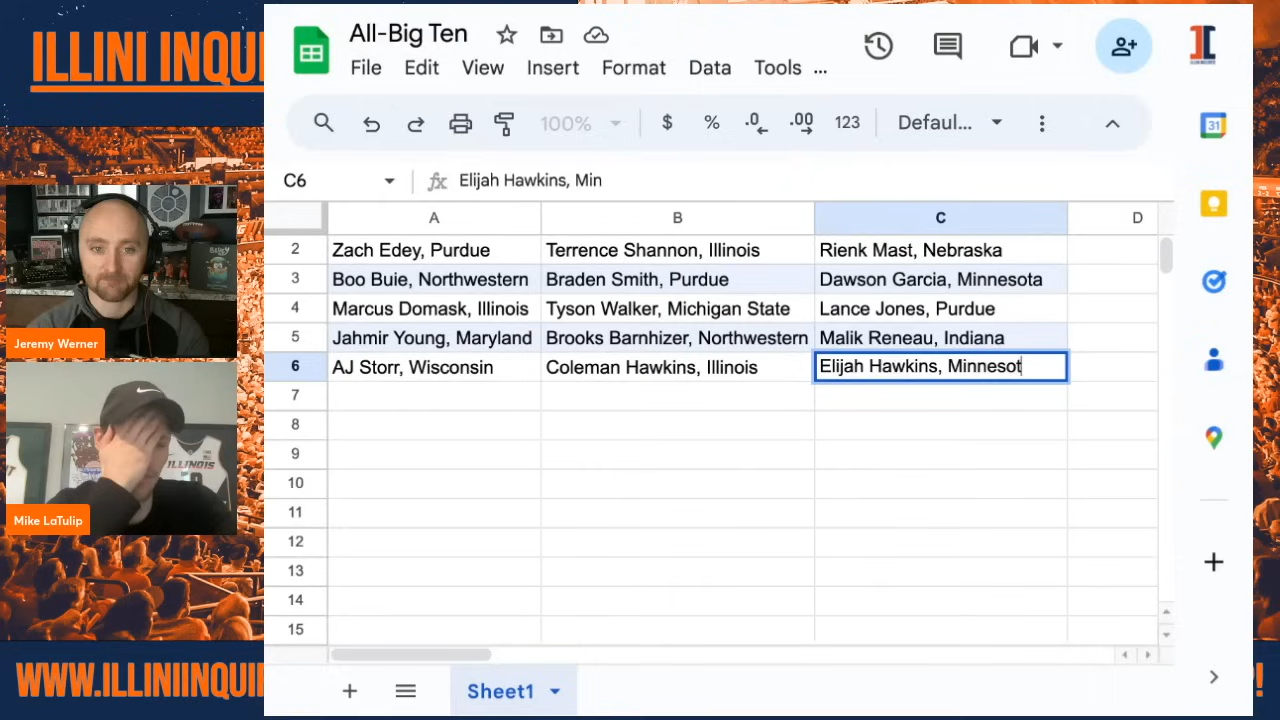 ILLINI INQUI
All-Big Ten
File Edit View Insert Format Data Tools ...
100% $ % .0 .00 123 Defaul...
31
C6 fx Elijah Hawkins, Min
A B C D
2 Zach Edey, Purdue Terrence Shannon, Illinois Rienk Mast, Nebraska
3 Boo Buie, Northwestern Braden Smith, Purdue Dawson Garcia, Minnesota
4 Marcus Domask, Illinois Tyson Walker, Michigan State Lance Jones, Purdue
5 Jahmir Young, Maryland Brooks Barnhizer, Northwestern Malik Reneau, Indiana
6 AJ Storr, Wisconsin Coleman Hawkins, Illinois Elijah Hawkins, Minnesot
7
8
9
10
11
12
13
14
15
Jeremy Werner
ILLINOIS
Mike LaTulip
Sheet1
WWW.ILLINIINQUI
!